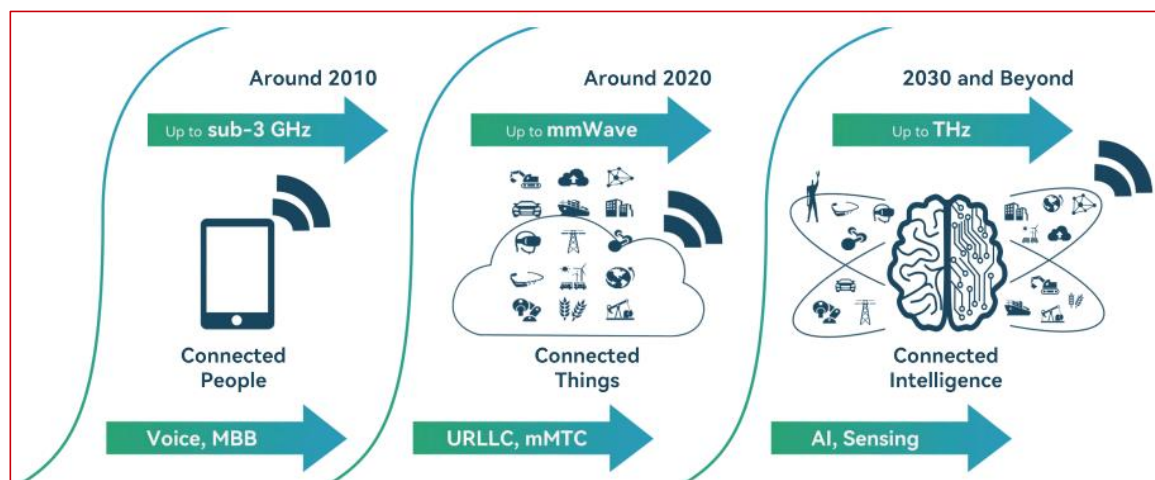 Around 2010
Up to sub-3 GHz
Connected
People
Voice, MBB
Around 2020
Up to mmWave
Connected
Things
URLLC, mMTC
2030 and Beyond
Up to THz
Connected
Intelligence
AI, Sensing